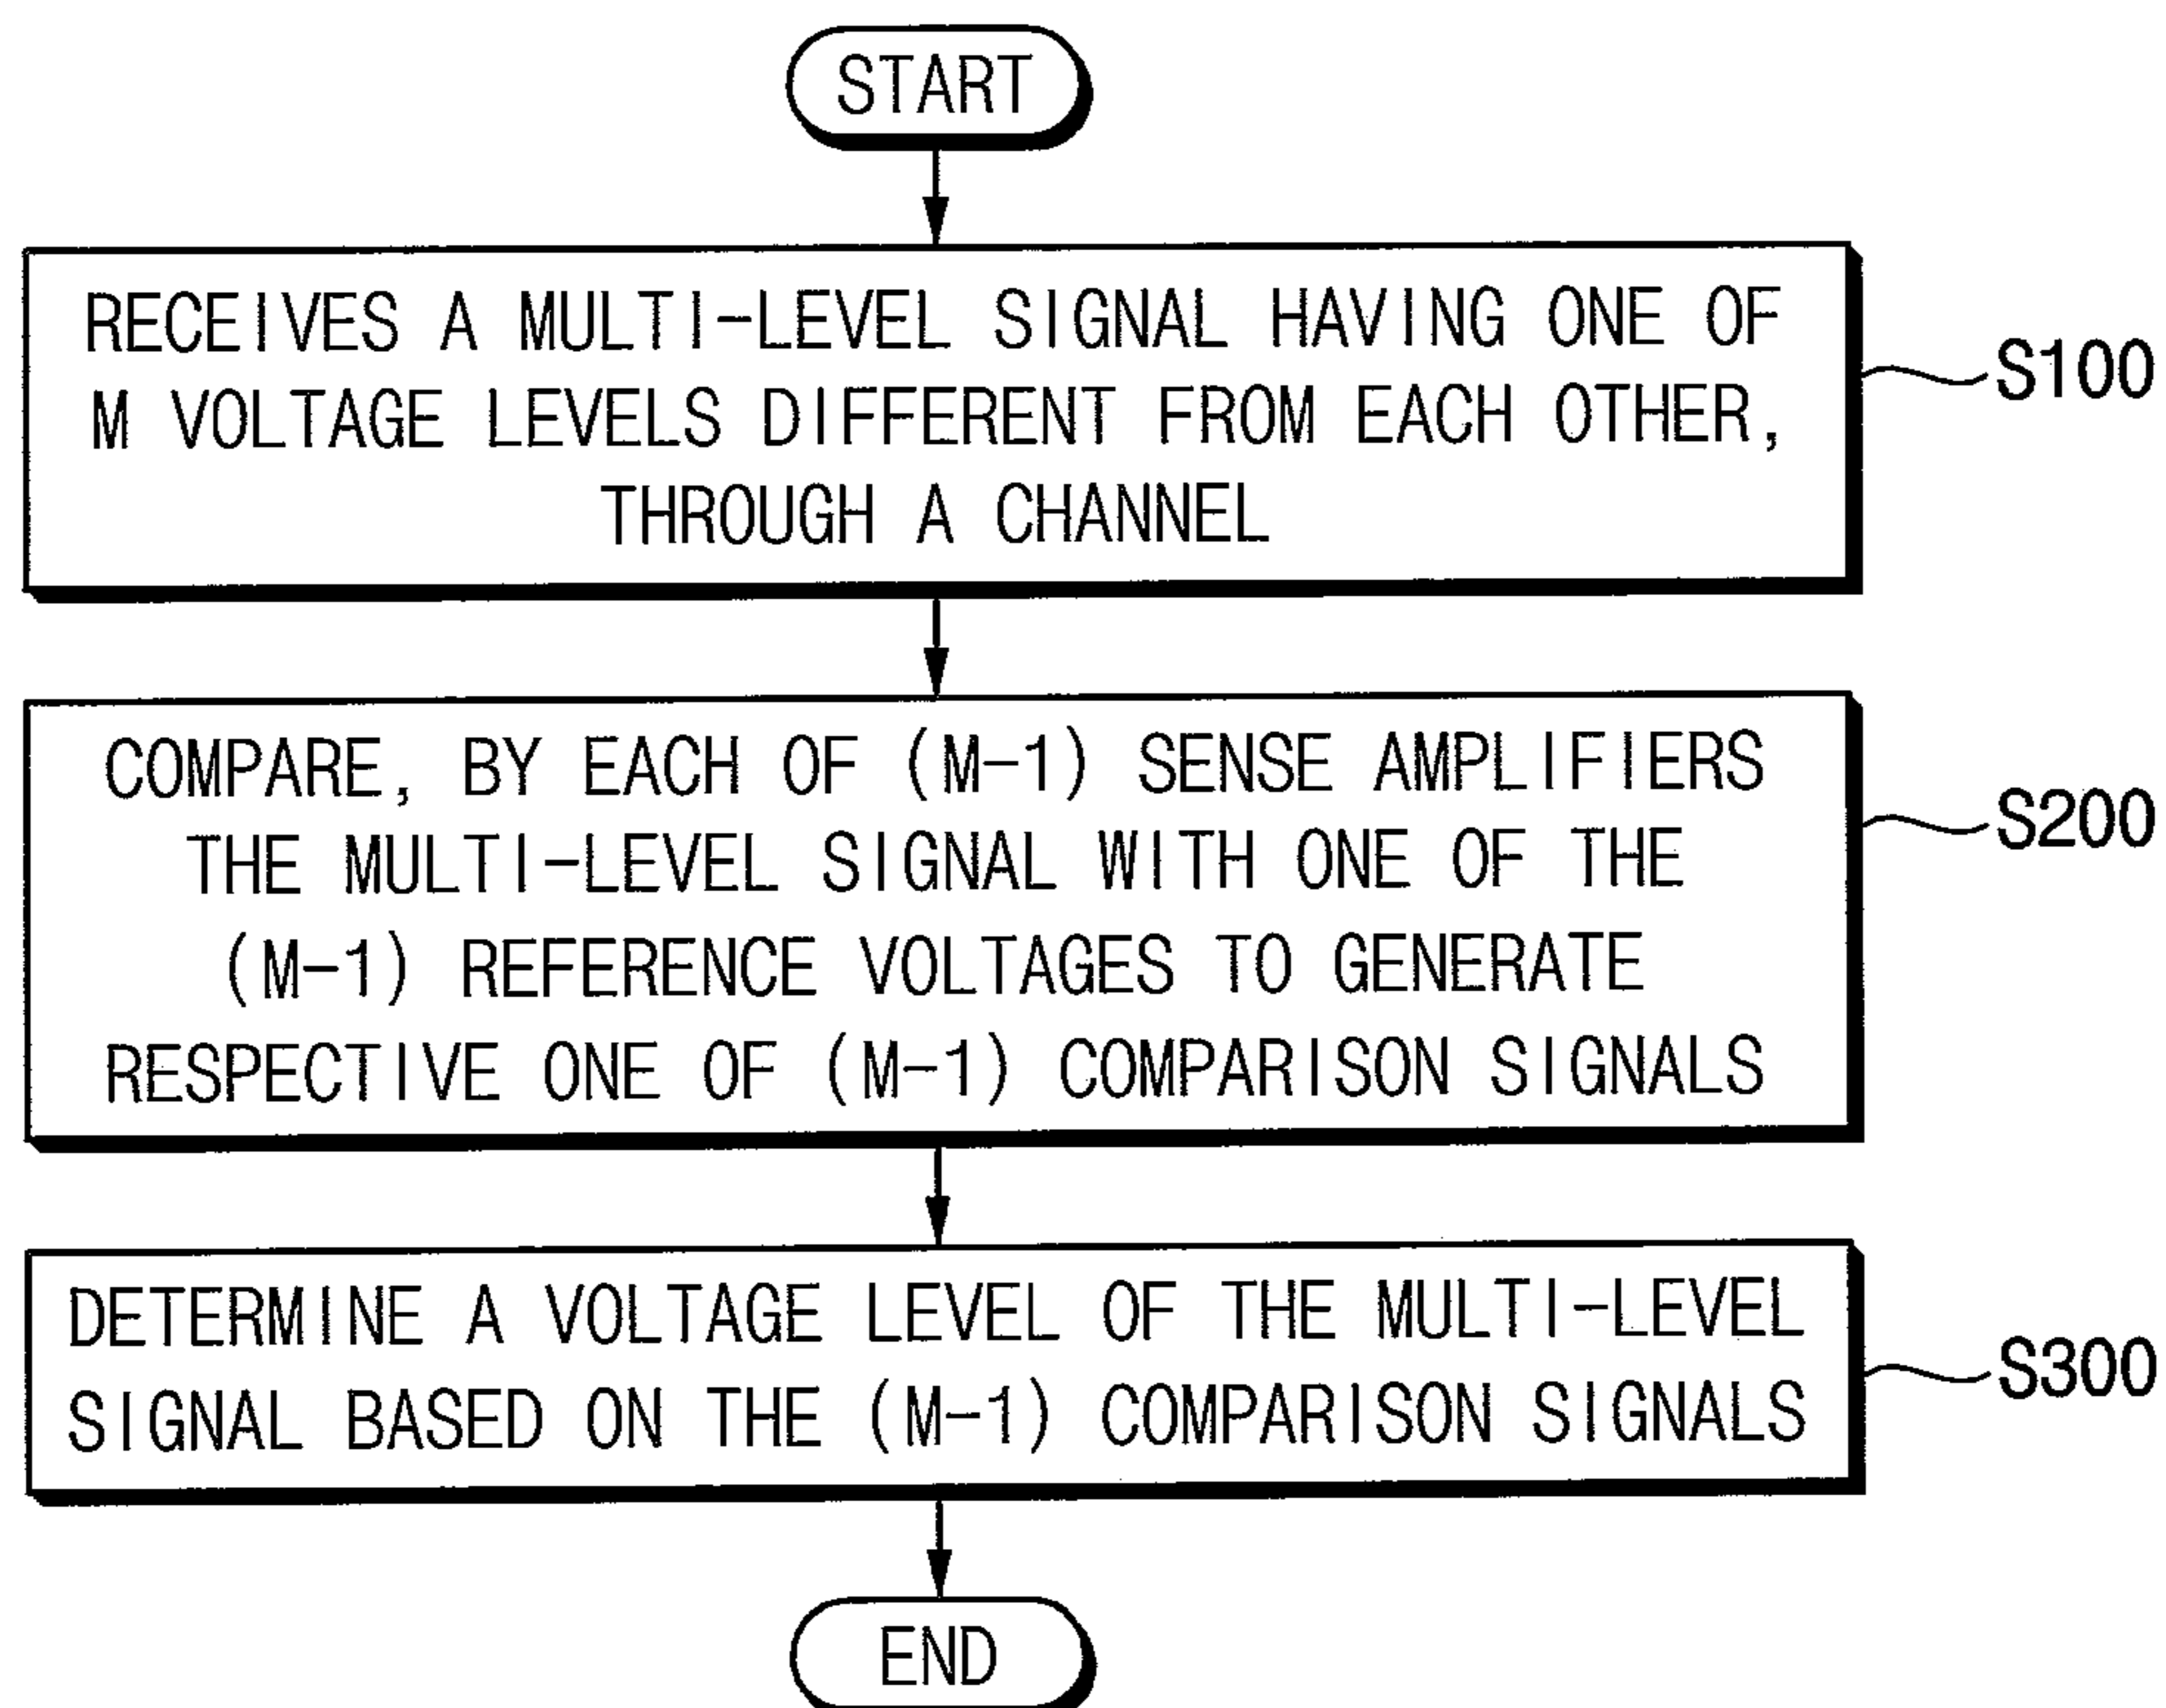 START
RECEIVES A MULTI-LEVEL SIGNAL HAVING ONE OF
M VOLTAGE LEVELS DIFFERENT FROM EACH OTHER,
THROUGH A CHANNEL
S100
COMPARE, BY EACH OF (M-1) SENSE AMPLIFIERS
THE MULTI-LEVEL SIGNAL WITH ONE OF THE
(M-1) REFERENCE VOLTAGES TO GENERATE
RESPECTIVE ONE OF (M-1) COMPARISON SIGNALS
S200
DETERMINE A VOLTAGE LEVEL OF THE MULTI-LEVEL
SIGNAL BASED ON THE (M-1) COMPARISON SIGNALS
S300
END